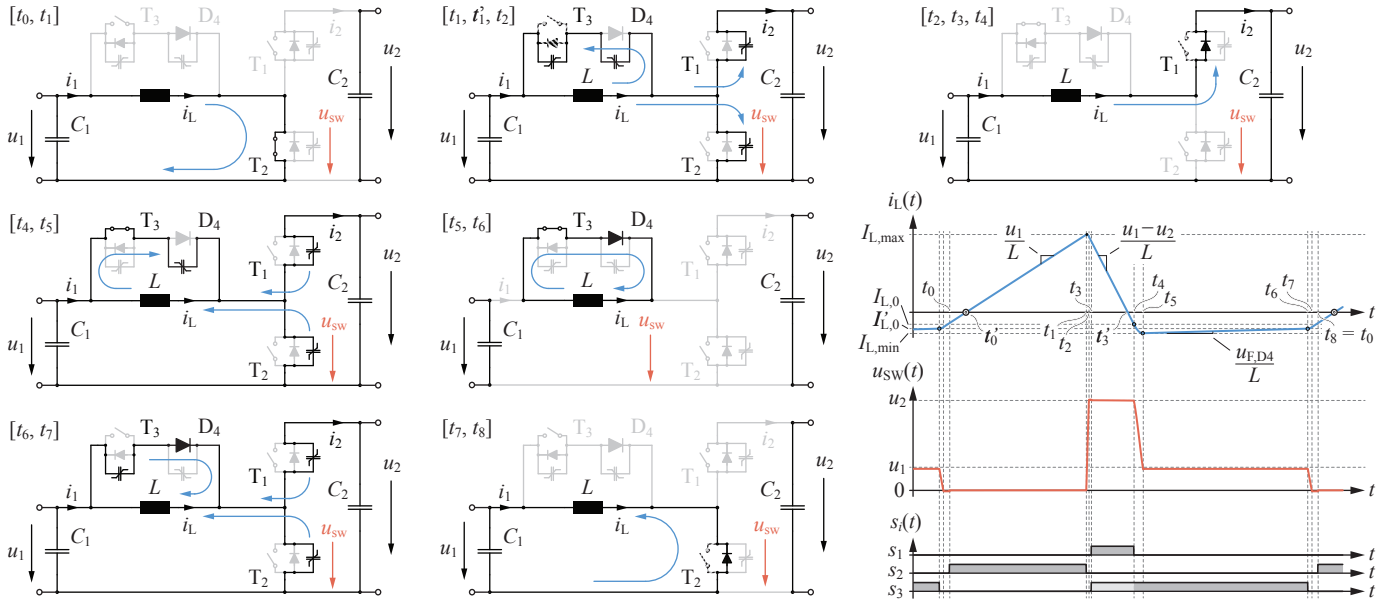 [t0, t1]
T3 D4
i2
T1
u2
i1 L C2
iL
u1 C1
usw
T2
[t1, t'1, t2]
T3 D4
i2
T1
u2
i1 L C2
iL
u1 C1
usw
T2
[t2, t3, t4]
T3 D4
i2
T1
u2
i1 L C2
iL
u1 C1
usw
T2
[t4, t5]
T3 D4
i2
T1
u2
i1 L C2
iL
u1 C1
usw
T2
[t5, t6]
T3 D4
i2
T1
u2
i1 L C2
iL
u1 C1
usw
T2
[t6, t7]
T3 D4
i2
T1
u2
i1 L C2
iL
u1 C1
usw
T2
[t7, t8]
T3 D4
i2
T1
u2
i1 L C2
iL
u1 C1
usw
T2
iL(t)
IL,max
u1/L
u1−u2/L
t0 t3 t4 t5 t6 t7
IL,0
I'L,0
IL,min
t
t'0 t1 t2 t'3 t8 = t0
uF,D4/L
uSW(t)
u2
u1
0 t
si(t)
s1 t
s2 t
s3 t